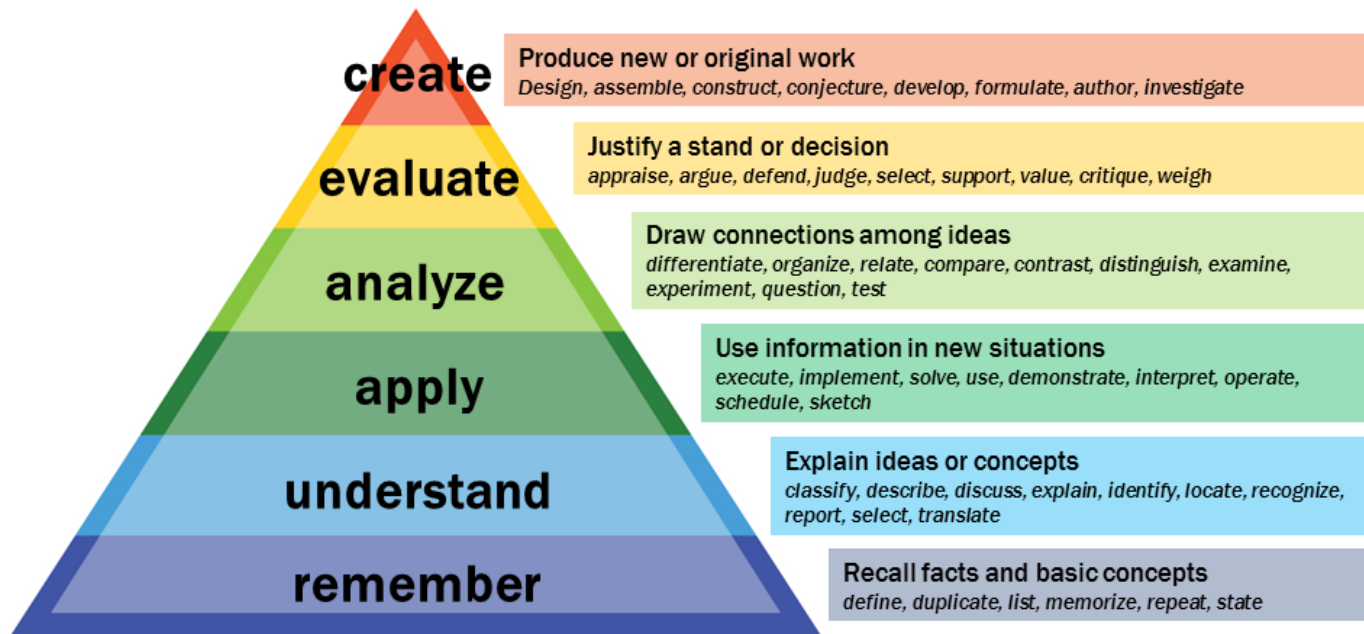 create
Produce new or original work
Design, assemble, construct, conjecture, develop, formulate, author, investigate
evaluate
Justify a stand or decision
appraise, argue, defend, judge, select, support, value, critique, weigh
analyze
Draw connections among ideas
differentiate, organize, relate, compare, contrast, distinguish, examine,
experiment, question, test
apply
Use information in new situations
execute, implement, solve, use, demonstrate, interpret, operate,
schedule, sketch
understand
Explain ideas or concepts
classify, describe, discuss, explain, identify, locate, recognize,
report, select, translate
remember
Recall facts and basic concepts
define, duplicate, list, memorize, repeat, state